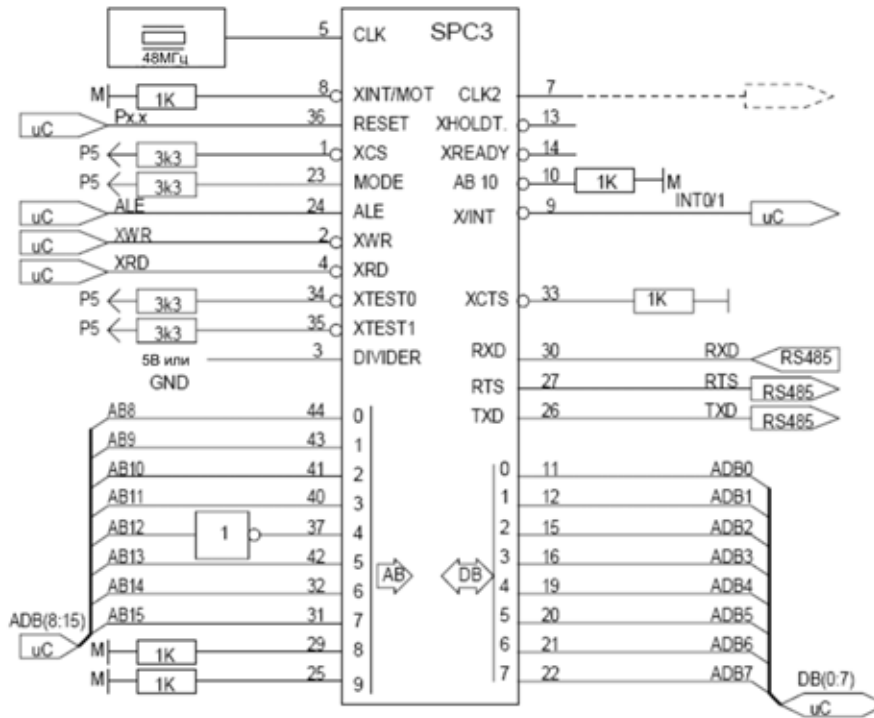 5 CLK SPC3
48МГц
M 1K 8 XINT/MOT CLK2 7
uC Px.x 36 RESET XHOLDT. 13
P5 3k3 1 XCS XREADY 14
P5 3k3 23 MODE AB 10 10 1K M
uC ALE 24 ALE X/INT 9 INT0/1 uC
uC XWR 2 XWR
uC XRD 4 XRD
P5 3k3 34 XTEST0 XCTS 33 1K
P5 3k3 35 XTEST1
5В или 3 DIVIDER RXD 30 RXD RS485
GND
RTS 27 RTS RS485
AB8 44 0 TXD 26 TXD RS485
AB9 43 1
AB10 41 2 0 11 ADB0
AB11 40 3 1 12 ADB1
AB12 1 37 4 2 15 ADB2
AB13 42 5 AB DB 3 16 ADB3
AB14 32 6 4 19 ADB4
AB15 31 7 5 20 ADB5
ADB(8:15)
uC M 1K 29 8 6 21 ADB6
M 1K 25 9 7 22 ADB7
DB(0:7)
uC